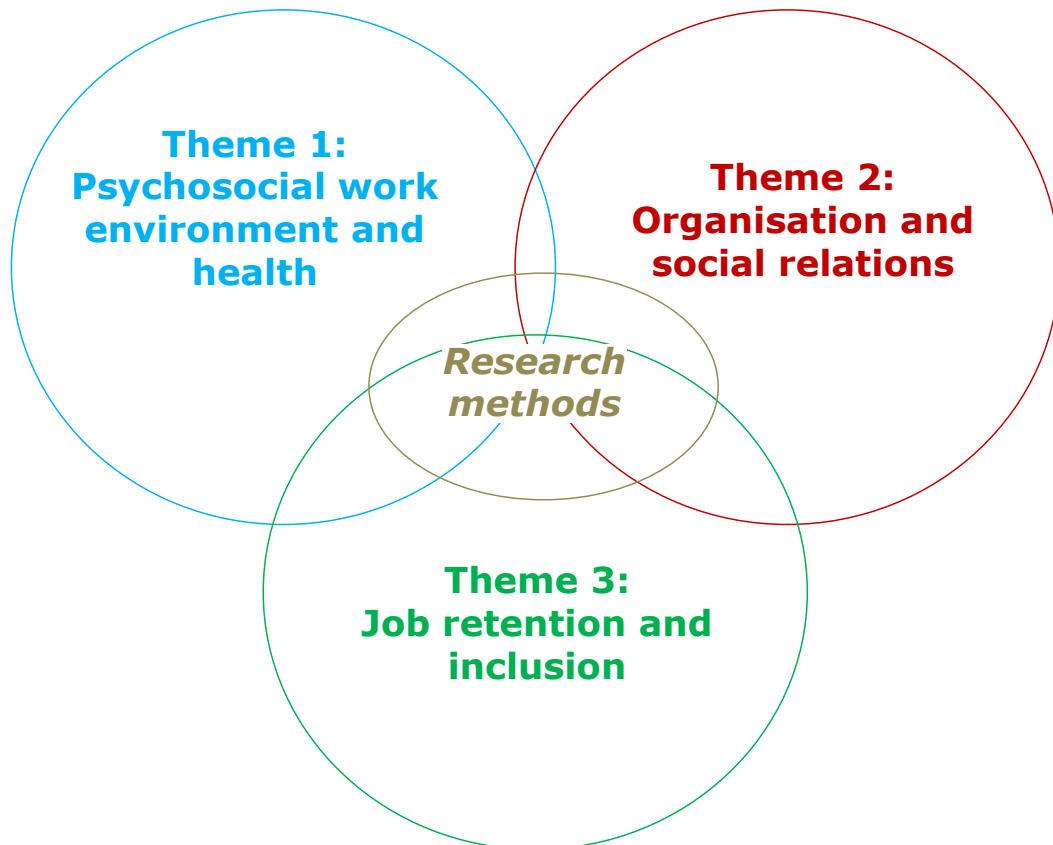 Theme 1:
Psychosocial work
environment and
health
Theme 2:
Organisation and
social relations
Research
methods
Theme 3:
Job retention and
inclusion